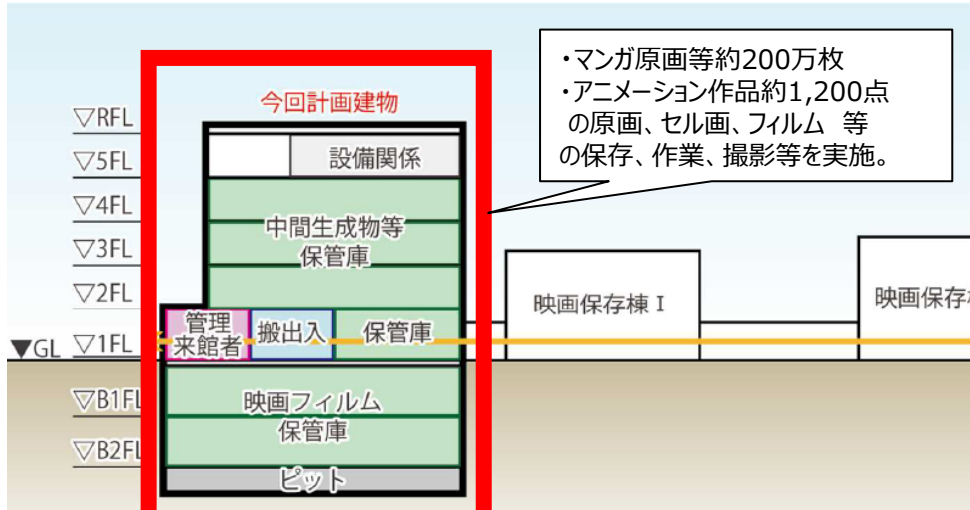 ・マンガ原画等約200万枚
・アニメーション作品約1,200点
の原画、セル画、フィルム　等
の保存、作業、撮影等を実施。
今回計画建物
▽RFL
▽5FL
設備関係
▽4FL
中間生成物等
▽3FL
保管庫
▽2FL
映画保存棟Ⅰ
映画保存
管理
来館者
搬出入
保管庫
▼GL
▽1FL
▽B1FL
映画フィルム
保管庫
▽B2FL
ピット